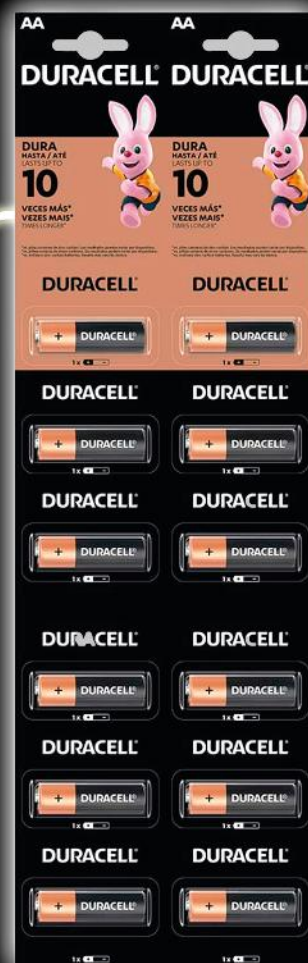 AA AA
DURACELL DURACELL
DURA DURA
HASTA / ATÉ HASTA / ATÉ
LASTS UP TO LASTS UP TO
10 10
VECES MÁS* VECES MÁS*
VEZES MAIS* VEZES MAIS*
TIMES LONGER* TIMES LONGER*
DURACELL DURACELL
+ DURACELL + DURACELL
1x + - 1x + -
DURACELL DURACELL
+ DURACELL + DURACELL
1x + - 1x + -
DURACELL DURACELL
+ DURACELL + DURACELL
1x + - 1x + -
DURACELL DURACELL
+ DURACELL + DURACELL
1x + - 1x + -
DURACELL DURACELL
+ DURACELL + DURACELL
1x + - 1x + -
DURACELL DURACELL
+ DURACELL + DURACELL
1x + - 1x + -